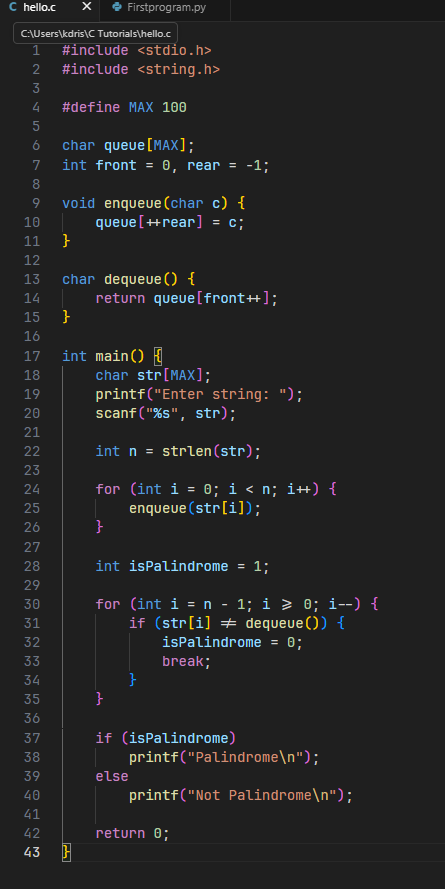 C hello.c × Firstprogram.py
C:\Users\kdris\C Tutorials\hello.c
1 #include <stdio.h>
2 #include <string.h>
3
4 #define MAX 100
5
6 char queue[MAX];
7 int front = 0, rear = -1;
8
9 void enqueue(char c) {
10     queue[++rear] = c;
11 }
12
13 char dequeue() {
14     return queue[front++];
15 }
16
17 int main() {
18     char str[MAX];
19     printf("Enter string: ");
20     scanf("%s", str);
21
22     int n = strlen(str);
23
24     for (int i = 0; i < n; i++) {
25         enqueue(str[i]);
26     }
27
28     int isPalindrome = 1;
29
30     for (int i = n - 1; i >= 0; i--) {
31         if (str[i] != dequeue()) {
32             isPalindrome = 0;
33             break;
34         }
35     }
36
37     if (isPalindrome)
38         printf("Palindrome\n");
39     else
40         printf("Not Palindrome\n");
41
42     return 0;
43 }